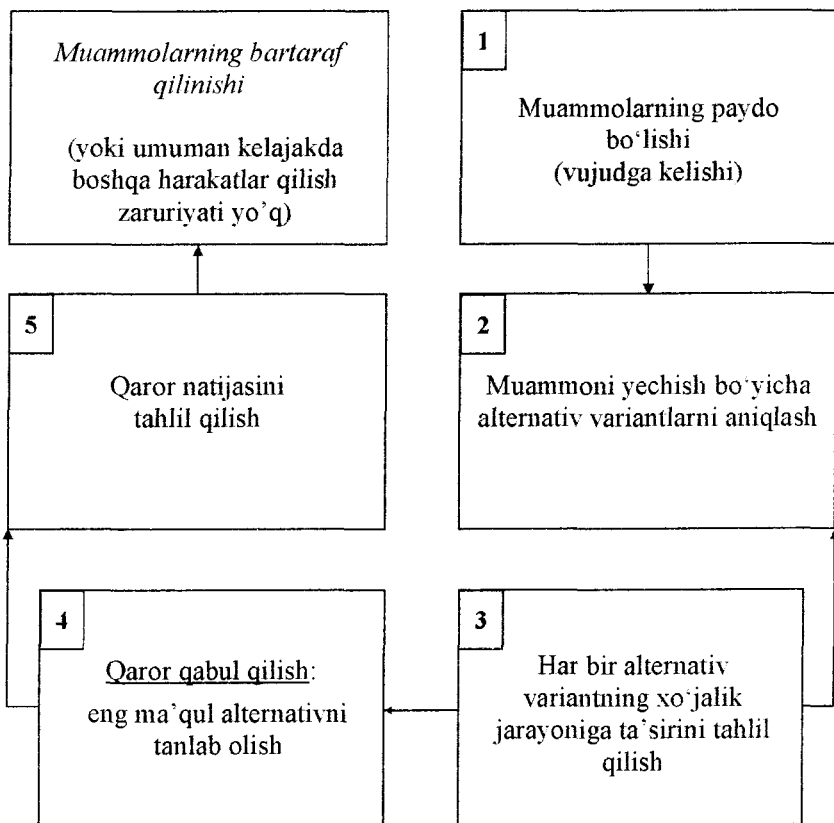 Muammolarning bartaraf
qilinishi
(yoki umuman kelajakda
boshqa harakatlar qilish
zaruriyati yo’q)
1
Muammolarning paydo
bo‘lishi
(vujudga kelishi)
5
Qaror natijasini
tahlil qilish
2
Muammoni yechish bo‘yicha
alternativ variantlarni aniqlash
4
Qaror qabul qilish:
eng ma’qul alternativni
tanlab olish
3
Har bir alternativ
variantning xo‘jalik
jarayoniga ta’sirini tahlil
qilish